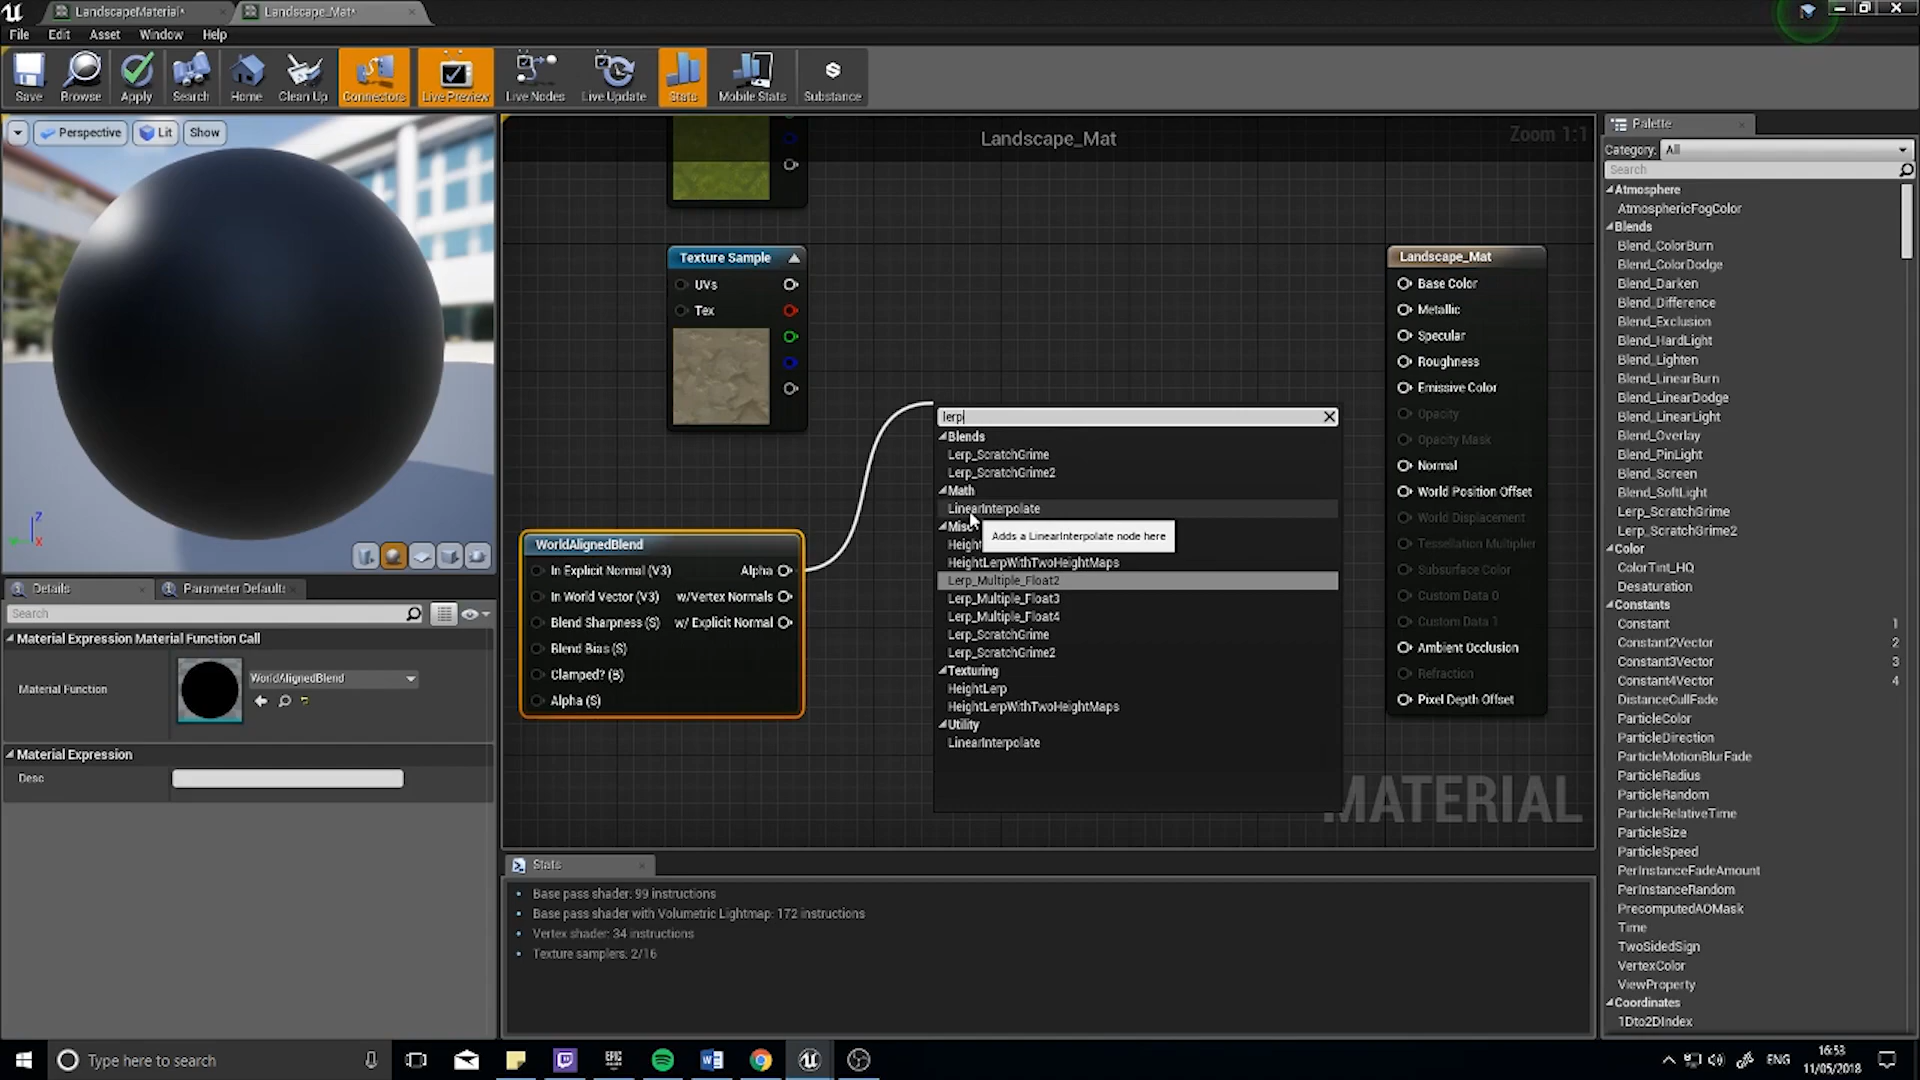 LandscapeMaterial*
Landscape_Mat*
File Edit Asset Window Help
Save Browse Apply Search Home Clean Up Connectors Live Preview Live Nodes Live Update Stats Mobile Stats Substance
Perspective Lit Show
Z
X
Details
Parameter Default
Search
Material Expression Material Function Call
Material Function
WorldAlignedBlend
Material Expression
Desc
Landscape_Mat
Zoom 1:1
Texture Sample
UVs
Tex
WorldAlignedBlend
In Explicit Normal (V3) Alpha
In World Vector (V3) w/Vertex Normals
Blend Sharpness (S) w/ Explicit Normal
Blend Bias (S)
Clamped? (B)
Alpha (S)
lerp
Blends
Lerp_ScratchGrime
Lerp_ScratchGrime2
Math
LinearInterpolate
Misc
Adds a LinearInterpolate node here
Height
HeightLerpWithTwoHeightMaps
Lerp_Multiple_Float2
Lerp_Multiple_Float3
Lerp_Multiple_Float4
Lerp_ScratchGrime
Lerp_ScratchGrime2
Texturing
HeightLerp
HeightLerpWithTwoHeightMaps
Utility
LinearInterpolate
Landscape_Mat
Base Color
Metallic
Specular
Roughness
Emissive Color
Opacity
Opacity Mask
Normal
World Position Offset
World Displacement
Tessellation Multiplier
Subsurface Color
Custom Data 0
Custom Data 1
Ambient Occlusion
Refraction
Pixel Depth Offset
MATERIAL
Stats
Base pass shader: 99 instructions
Base pass shader with Volumetric Lightmap: 172 instructions
Vertex shader: 34 instructions
Texture samplers: 2/16
Palette
Category: All
Search
Atmosphere
AtmosphericFogColor
Blends
Blend_ColorBurn
Blend_ColorDodge
Blend_Darken
Blend_Difference
Blend_Exclusion
Blend_HardLight
Blend_Lighten
Blend_LinearBurn
Blend_LinearDodge
Blend_LinearLight
Blend_Overlay
Blend_PinLight
Blend_Screen
Blend_SoftLight
Lerp_ScratchGrime
Lerp_ScratchGrime2
Color
ColorTint_HQ
Desaturation
Constants
Constant 1
Constant2Vector 2
Constant3Vector 3
Constant4Vector 4
DistanceCullFade
ParticleColor
ParticleDirection
ParticleMotionBlurFade
ParticleRadius
ParticleRandom
ParticleRelativeTime
ParticleSize
ParticleSpeed
PerInstanceFadeAmount
PerInstanceRandom
PrecomputedAOMask
Time
TwoSidedSign
VertexColor
ViewProperty
Coordinates
1Dto2DIndex
Type here to search
EPIC
ENG
16:53
11/05/2018